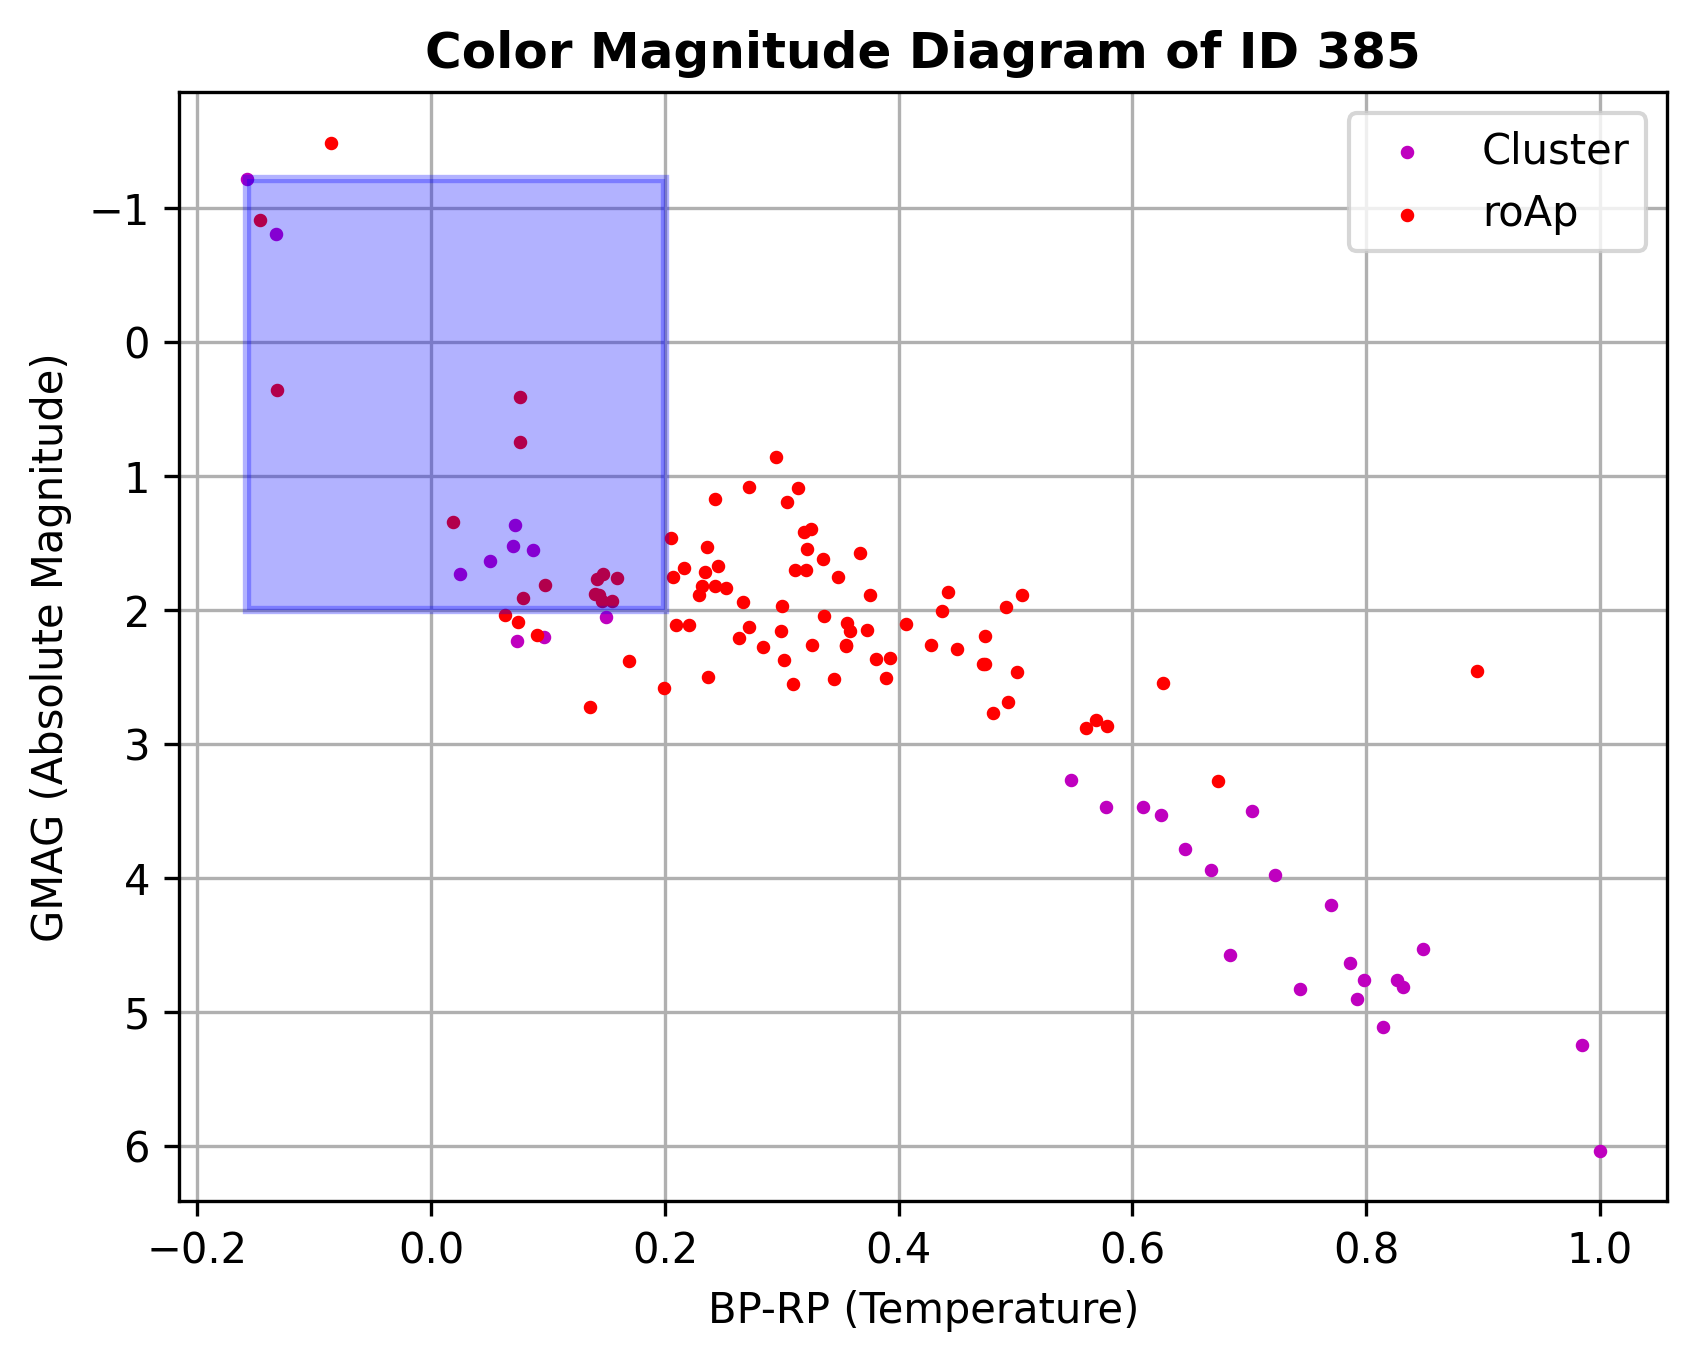 Color Magnitude Diagram of ID 385
Cluster
roAp
GMAG (Absolute Magnitude)
−1
0
1
2
3
4
5
6
−0.2 0.0 0.2 0.4 0.6 0.8 1.0
BP-RP (Temperature)